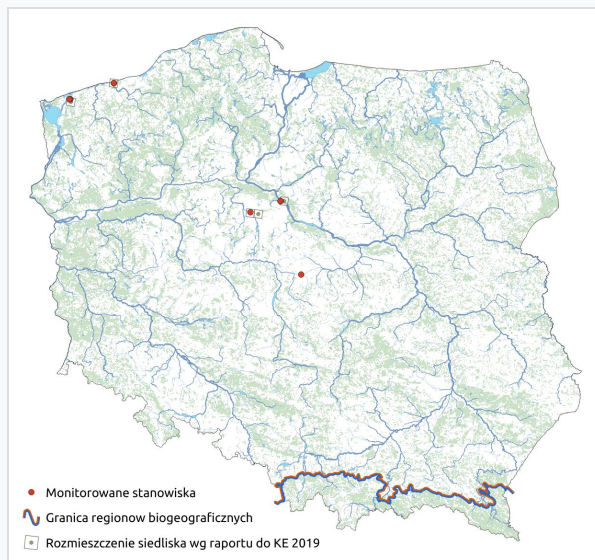 Monitorowane stanowiska
Granica regionow biogeograficznych
Rozmieszczenie siedliska wg raportu do KE 2019